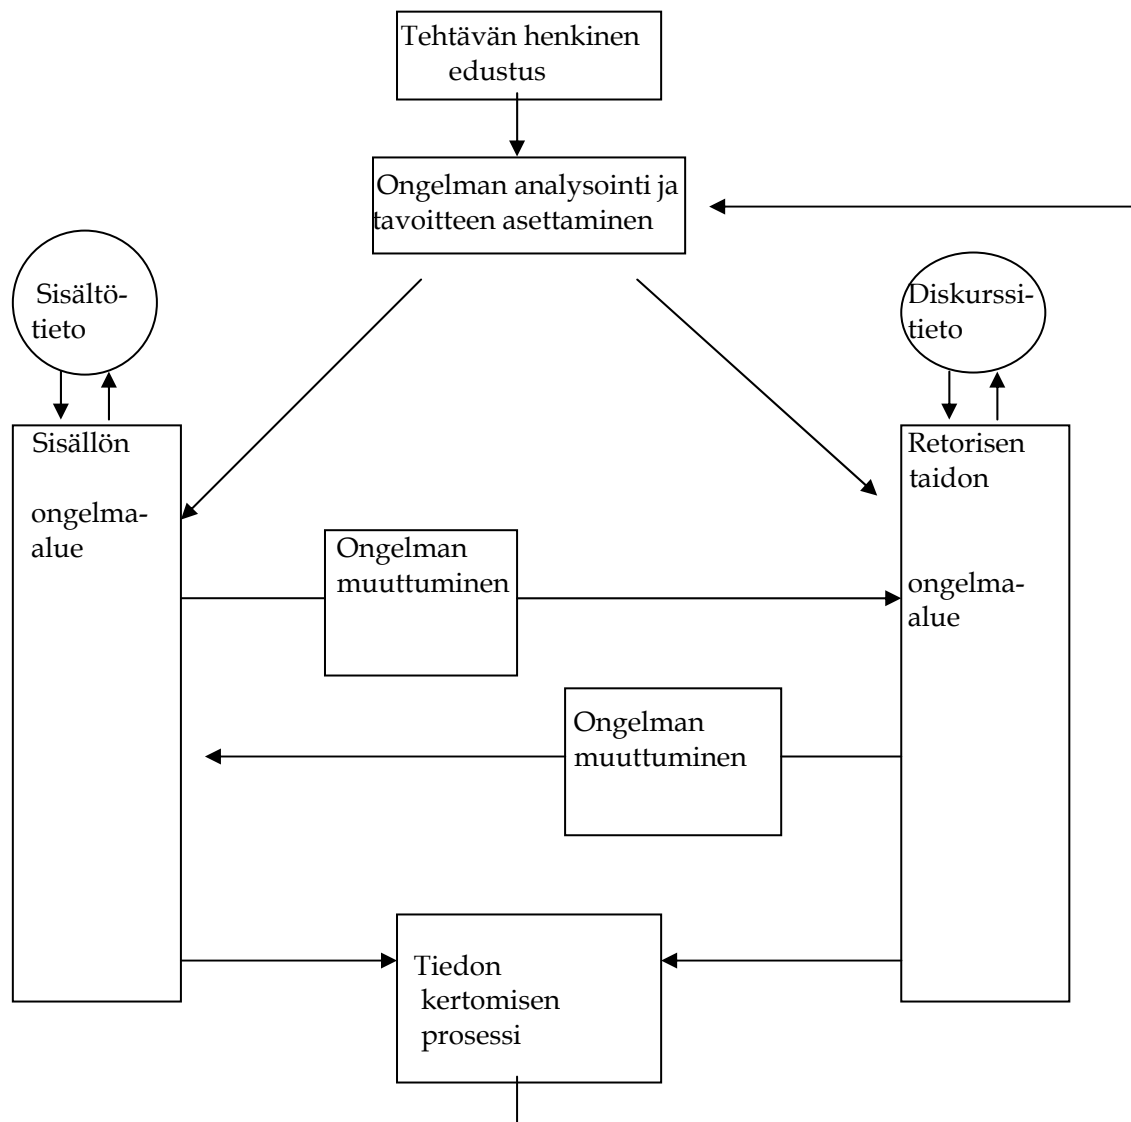 Tehtävän henkinen
edustus
Ongelman analysointi ja
tavoitteen asettaminen
Sisältö-
tieto
Diskurssi-
tieto
Sisällön
ongelma-
alue
Retorisen
taidon
ongelma-
alue
Ongelman
muuttuminen
Ongelman
muuttuminen
Tiedon
kertomisen
prosessi